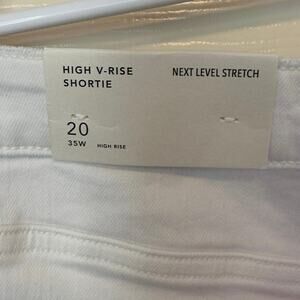 HIGH V-RISE
SHORTIE
NEXT LEVEL STRETCH
20
35W
HIGH RISE